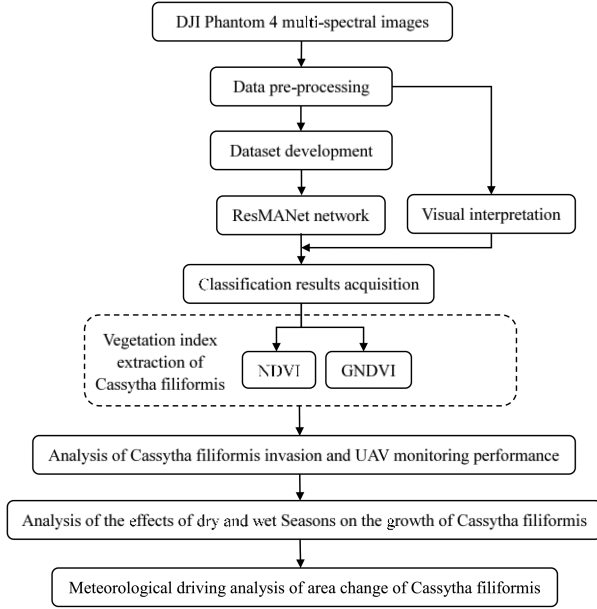 DJI Phantom 4 multi-spectral images
Data pre-processing
Dataset development
ResMANet network
Visual interpretation
Classification results acquisition
Vegetation index
extraction of
Cassytha filiformis
NDVI
GNDVI
Analysis of Cassytha filiformis invasion and UAV monitoring performance
Analysis of the effects of dry and wet Seasons on the growth of Cassytha filiformis
Meteorological driving analysis of area change of Cassytha filiformis